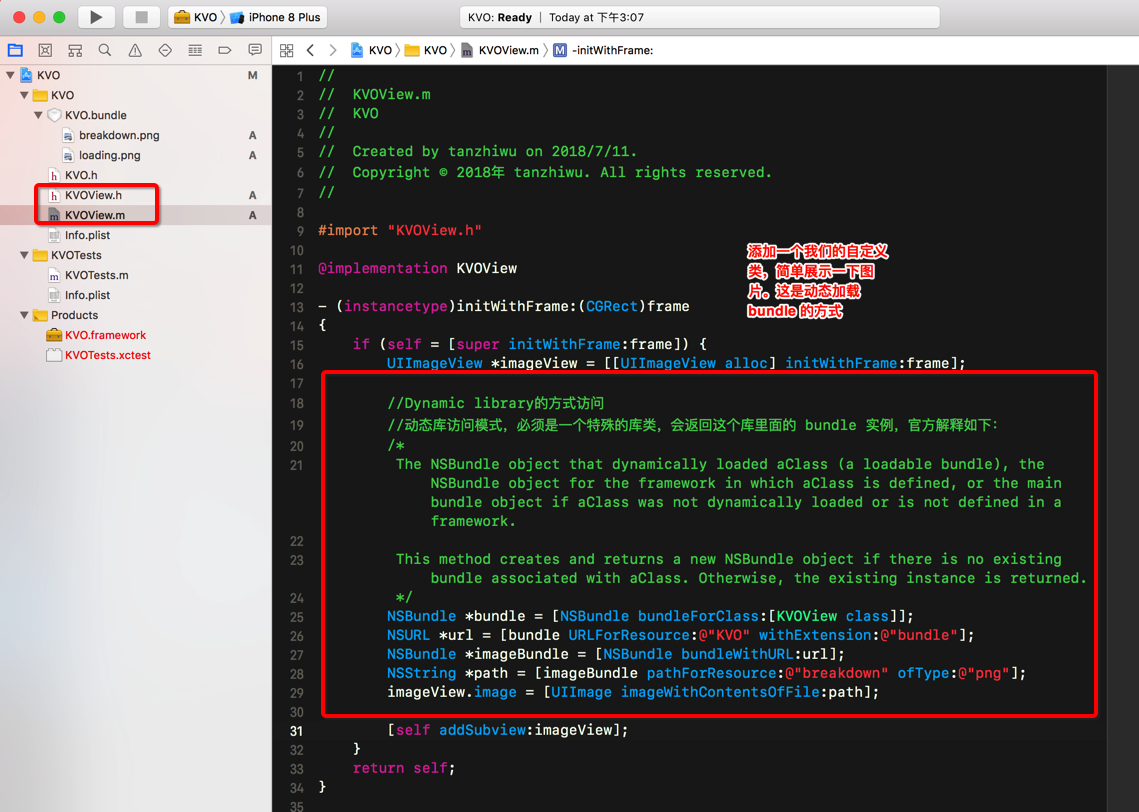 KVO
iPhone 8 Plus
KVO: Ready | Today at 下午3:07
KVO 〉 KVO 〉 KVOView.m 〉 M -initWithFrame:
KVO M
KVO
KVO.bundle
breakdown.png A
loading.png A
h KVO.h
h KVOView.h A
m KVOView.m A
Info.plist
KVOTests
m KVOTests.m
Info.plist
Products
KVO.framework
KVOTests.xctest
1 //
2 //  KVOView.m
3 //  KVO
4 //
5 //  Created by tanzhiwu on 2018/7/11.
6 //  Copyright © 2018年 tanzhiwu. All rights reserved.
7 //
8
9 #import "KVOView.h"
10
11 @implementation KVOView
12
13 - (instancetype)initWithFrame:(CGRect)frame
14 {
15     if (self = [super initWithFrame:frame]) {
16         UIImageView *imageView = [[UIImageView alloc] initWithFrame:frame];
17
18         //Dynamic library的方式访问
19         //动态库访问模式，必须是一个特殊的库类，会返回这个库里面的 bundle 实例，官方解释如下：
20         /*
21          The NSBundle object that dynamically loaded aClass (a loadable bundle), the
NSBundle object for the framework in which aClass is defined, or the main
bundle object if aClass was not dynamically loaded or is not defined in a
framework.
22
23          This method creates and returns a new NSBundle object if there is no existing
bundle associated with aClass. Otherwise, the existing instance is returned.
24          */
25         NSBundle *bundle = [NSBundle bundleForClass:[KVOView class]];
26         NSURL *url = [bundle URLForResource:@"KVO" withExtension:@"bundle"];
27         NSBundle *imageBundle = [NSBundle bundleWithURL:url];
28         NSString *path = [imageBundle pathForResource:@"breakdown" ofType:@"png"];
29         imageView.image = [UIImage imageWithContentsOfFile:path];
30
31         [self addSubview:imageView];
32     }
33     return self;
34 }
35
添加一个我们的自定义
类，简单展示一下图
片。这是动态加载
bundle 的方式